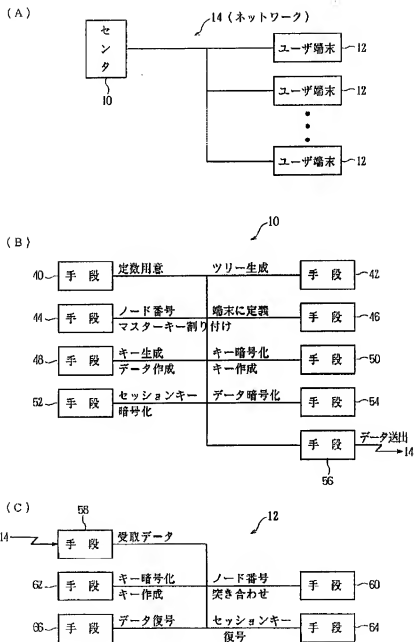 (A)
14(ネットワーク)
センタ
10
ユーザ端末
12
ユーザ端末
12
ユーザ端末
12
10
(B)
40
手段
定数用意
ツリー生成
手段
42
44
手段
ノード番号
マスターキー割り付け
端末に定義
手段
46
48
手段
キー生成
データ作成
キー暗号化
キー作成
手段
50
52
手段
セッションキー
暗号化
データ暗号化
手段
54
手段
データ送出
14
56
(C)
58
12
14
手段
受取データ
62
手段
キー暗号化
キー作成
ノード番号
突き合わせ
手段
60
66
手段
データ復号
セッションキー
復号
手段
64